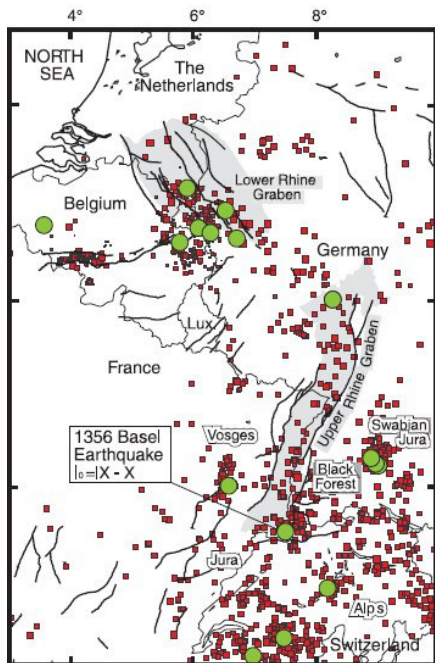 4°
6°
8°
NORTH
SEA
The
Netherlands
Lower Rhine
Graben
Belgium
Germany
Lux
France
Upper Rhine Graben
1356 Basel
Earthquake
I₀=IX - X
Vosges
Swabian
Jura
Black
Forest
Jura
Alps
Switzerland